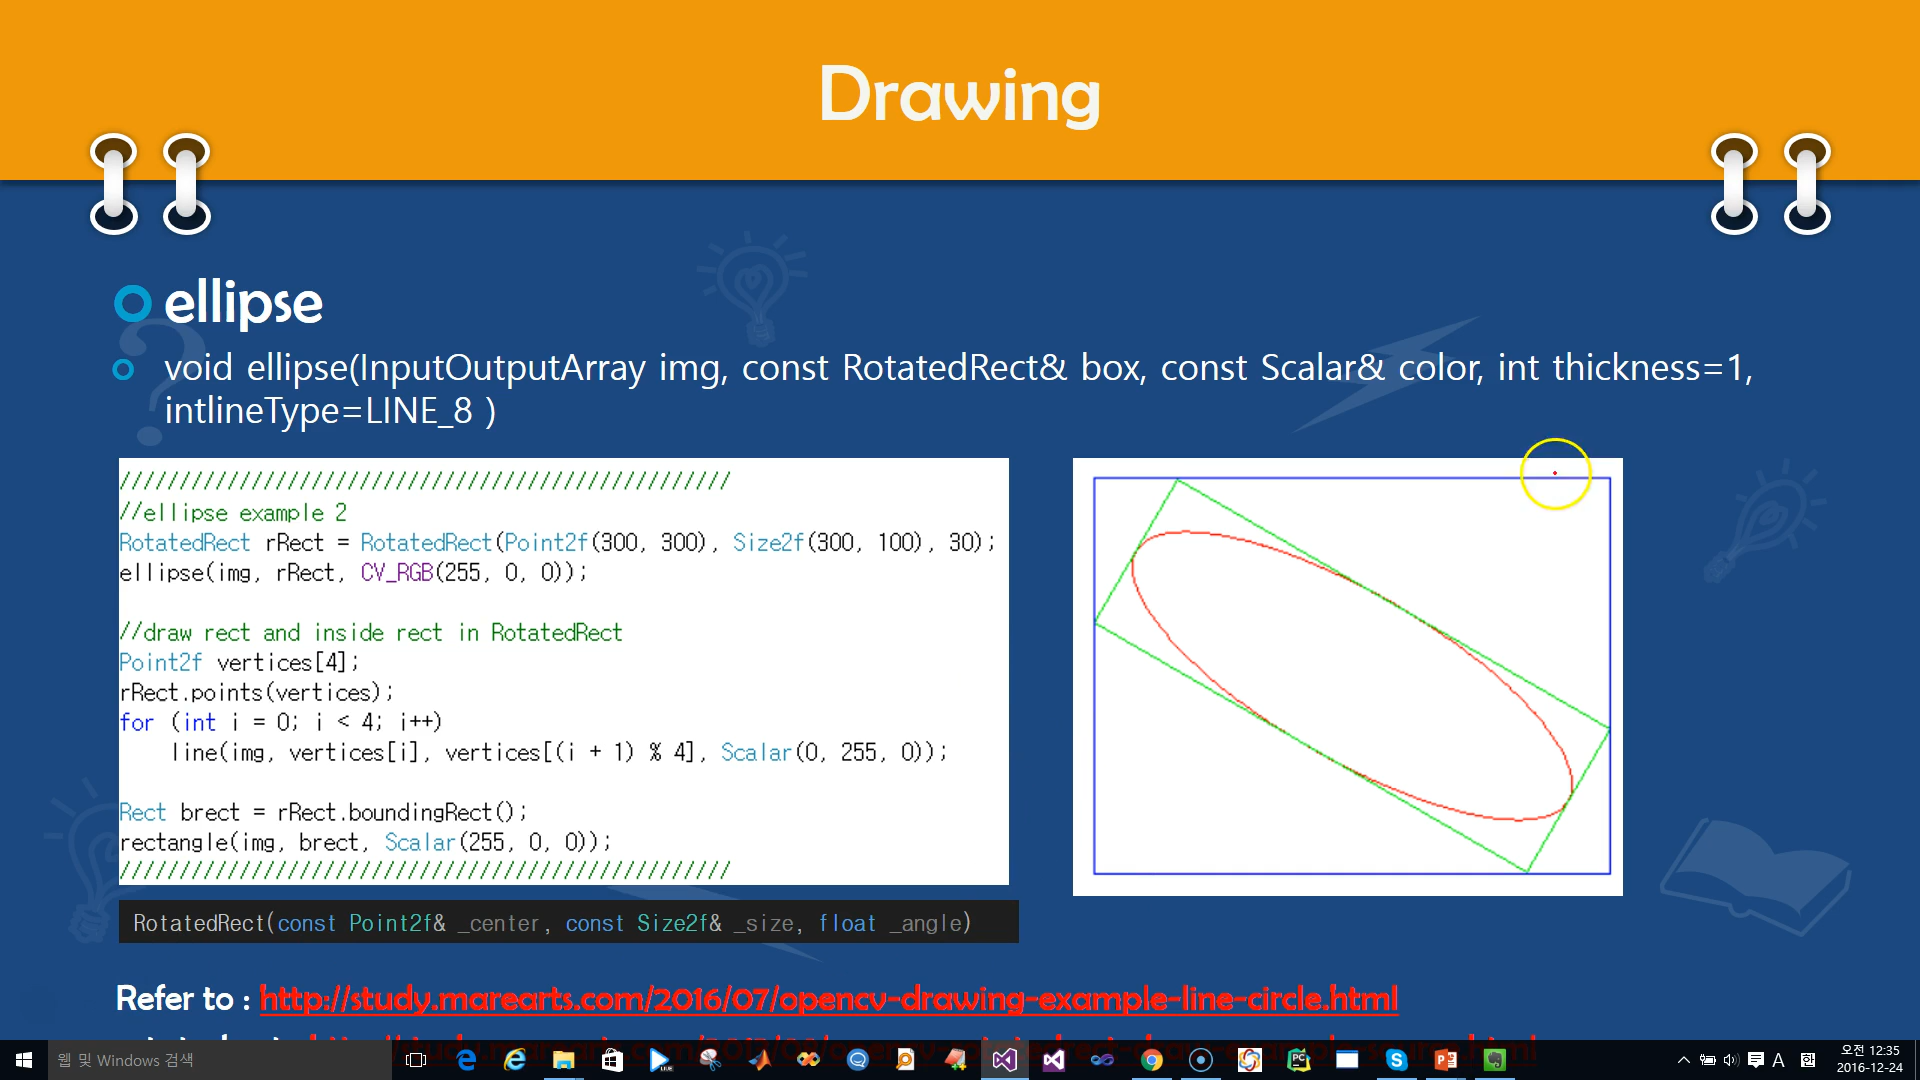 Drawing
ellipse
void ellipse(InputOutputArray img, const RotatedRect& box, const Scalar& color, int thickness=1,
intlineType=LINE_8 )
///////////////////////////////////////////////////
//ellipse example 2
RotatedRect rRect = RotatedRect(Point2f(300, 300), Size2f(300, 100), 30);
ellipse(img, rRect, CV_RGB(255, 0, 0));
//draw rect and inside rect in RotatedRect
Point2f vertices[4];
rRect.points(vertices);
for (int i = 0; i < 4; i++)
line(img, vertices[i], vertices[(i + 1) % 4], Scalar(0, 255, 0));
Rect brect = rRect.boundingRect();
rectangle(img, brect, Scalar(255, 0, 0));
///////////////////////////////////////////////////
RotatedRect(const Point2f& _center, const Size2f& _size, float _angle)
Refer to : http://study.marearts.com/2016/07/opencv-drawing-example-line-circle.html
웹 및 Windows 검색
A
한
오전 12:35
2016-12-24